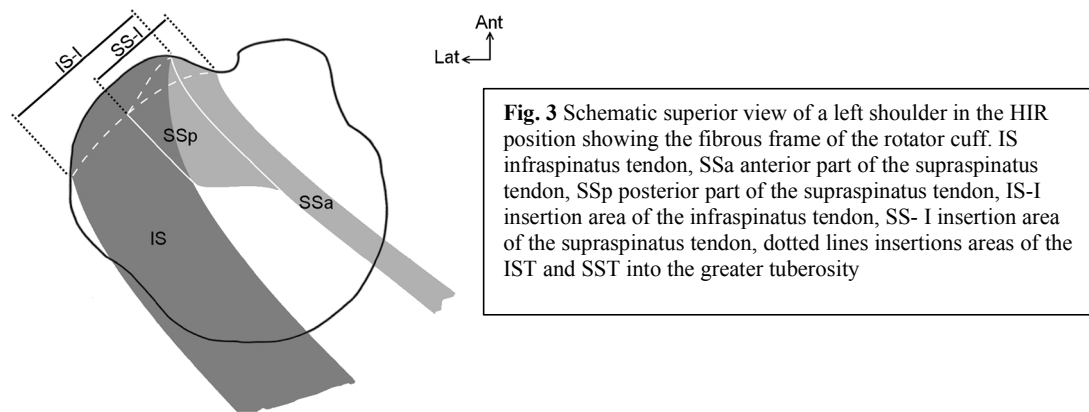 IS-I
SS-I
Ant
Lat
SSp
SSa
IS
Fig. 3 Schematic superior view of a left shoulder in the HIR
position showing the fibrous frame of the rotator cuff. IS
infraspinatus tendon, SSa anterior part of the supraspinatus
tendon, SSp posterior part of the supraspinatus tendon, IS-I
insertion area of the infraspinatus tendon, SS- I insertion area
of the supraspinatus tendon, dotted lines insertions areas of the
IST and SST into the greater tuberosity